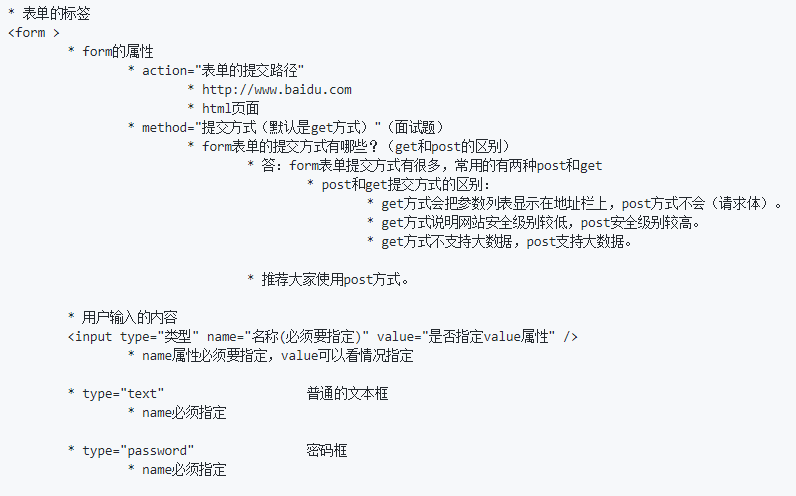 * 表单的标签
<form >
* form的属性
* action="表单的提交路径"
* http://www.baidu.com
* html页面
* method="提交方式（默认是get方式）"（面试题）
* form表单的提交方式有哪些？（get和post的区别）
* 答：form表单提交方式有很多，常用的有两种post和get
* post和get提交方式的区别：
* get方式会把参数列表显示在地址栏上，post方式不会（请求体）。
* get方式说明网站安全级别较低，post安全级别较高。
* get方式不支持大数据，post支持大数据。
* 推荐大家使用post方式。
* 用户输入的内容
<input type="类型" name="名称(必须要指定)" value="是否指定value属性" />
* name属性必须要指定，value可以看情况指定
* type="text" 普通的文本框
* name必须指定
* type="password" 密码框
* name必须指定